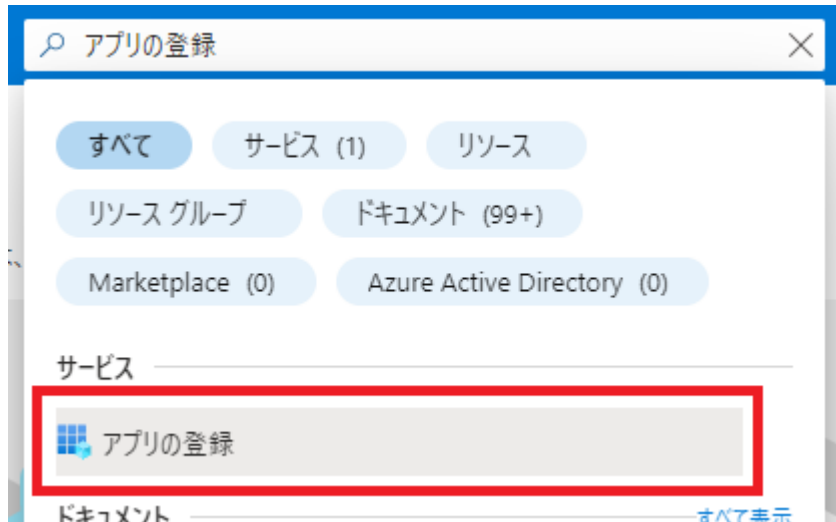 アプリの登録
すべて サービス (1) リソース
リソース グループ ドキュメント (99+)
Marketplace (0) Azure Active Directory (0)
サービス
アプリの登録
ドキュメント すべて表示